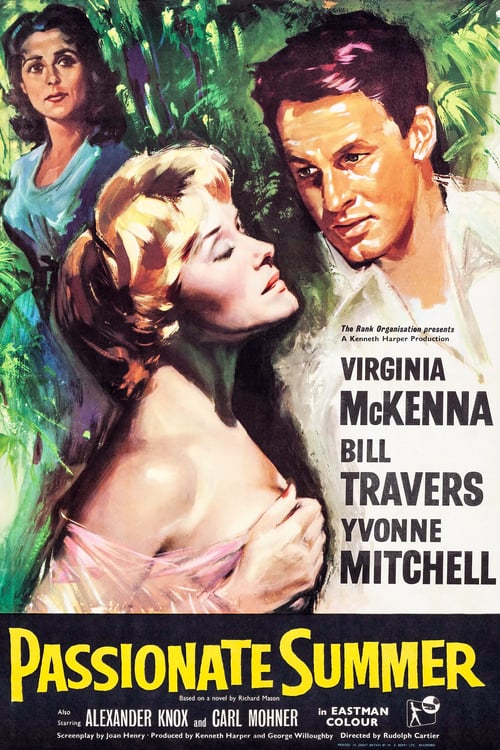 The Rank Organisation presents
A Kenneth Harper Production
VIRGINIA
McKENNA
BILL
TRAVERS
YVONNE
MITCHELL
PASSIONATE SUMMER
Based on a novel by Richard Mason
Also
Starring ALEXANDER KNOX and CARL MOHNER
in EASTMAN
COLOUR
Screenplay by Joan Henry · Produced by Kenneth Harper and George Willoughby
Directed by Rudolph Cartier